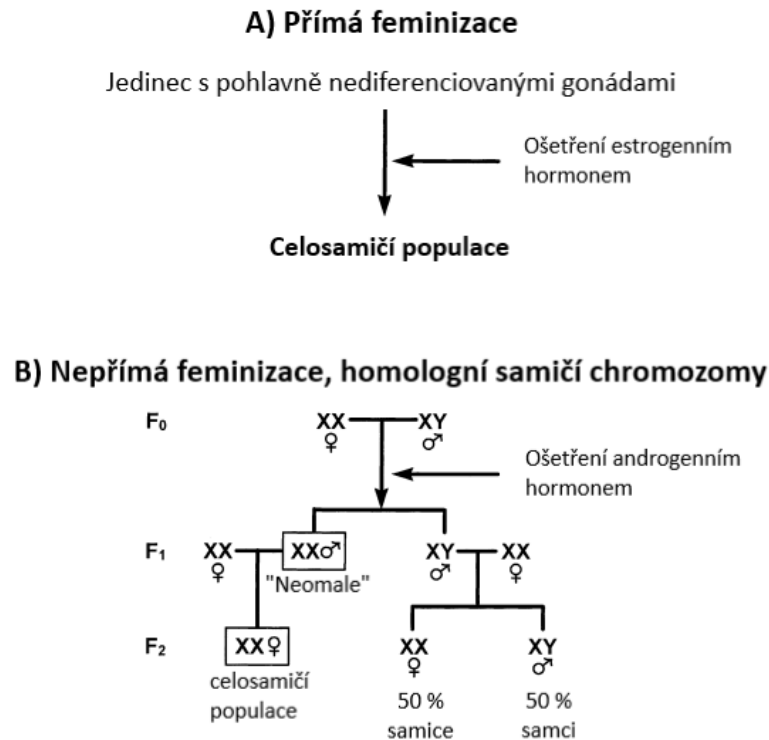 A) Přímá feminizace
Jedinec s pohlavně nediferenciovanými gonádami
Ošetření estrogenním
hormonem
Celosamičí populace
B) Nepřímá feminizace, homologní samičí chromozomy
F₀
XX XY
♀ ♂
Ošetření androgenním
hormonem
F₁
XX XX♂ XY XX
♀ "Neomale" ♂ ♀
F₂
XX♀ XX XY
♀ ♂
celosamičí
populace
50 % 50 %
samice samci